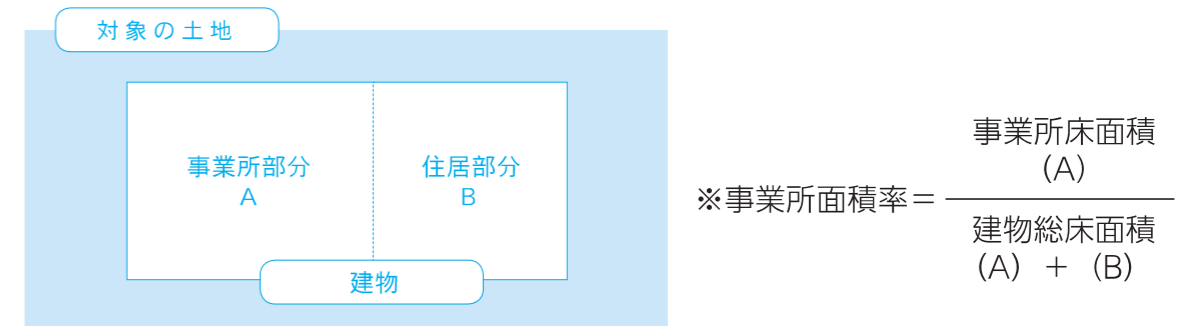 対象の土地
事業所部分
A
住居部分
B
建物
※事業所面積率＝
事業所床面積
（A）
建物総床面積
（A） ＋ （B）